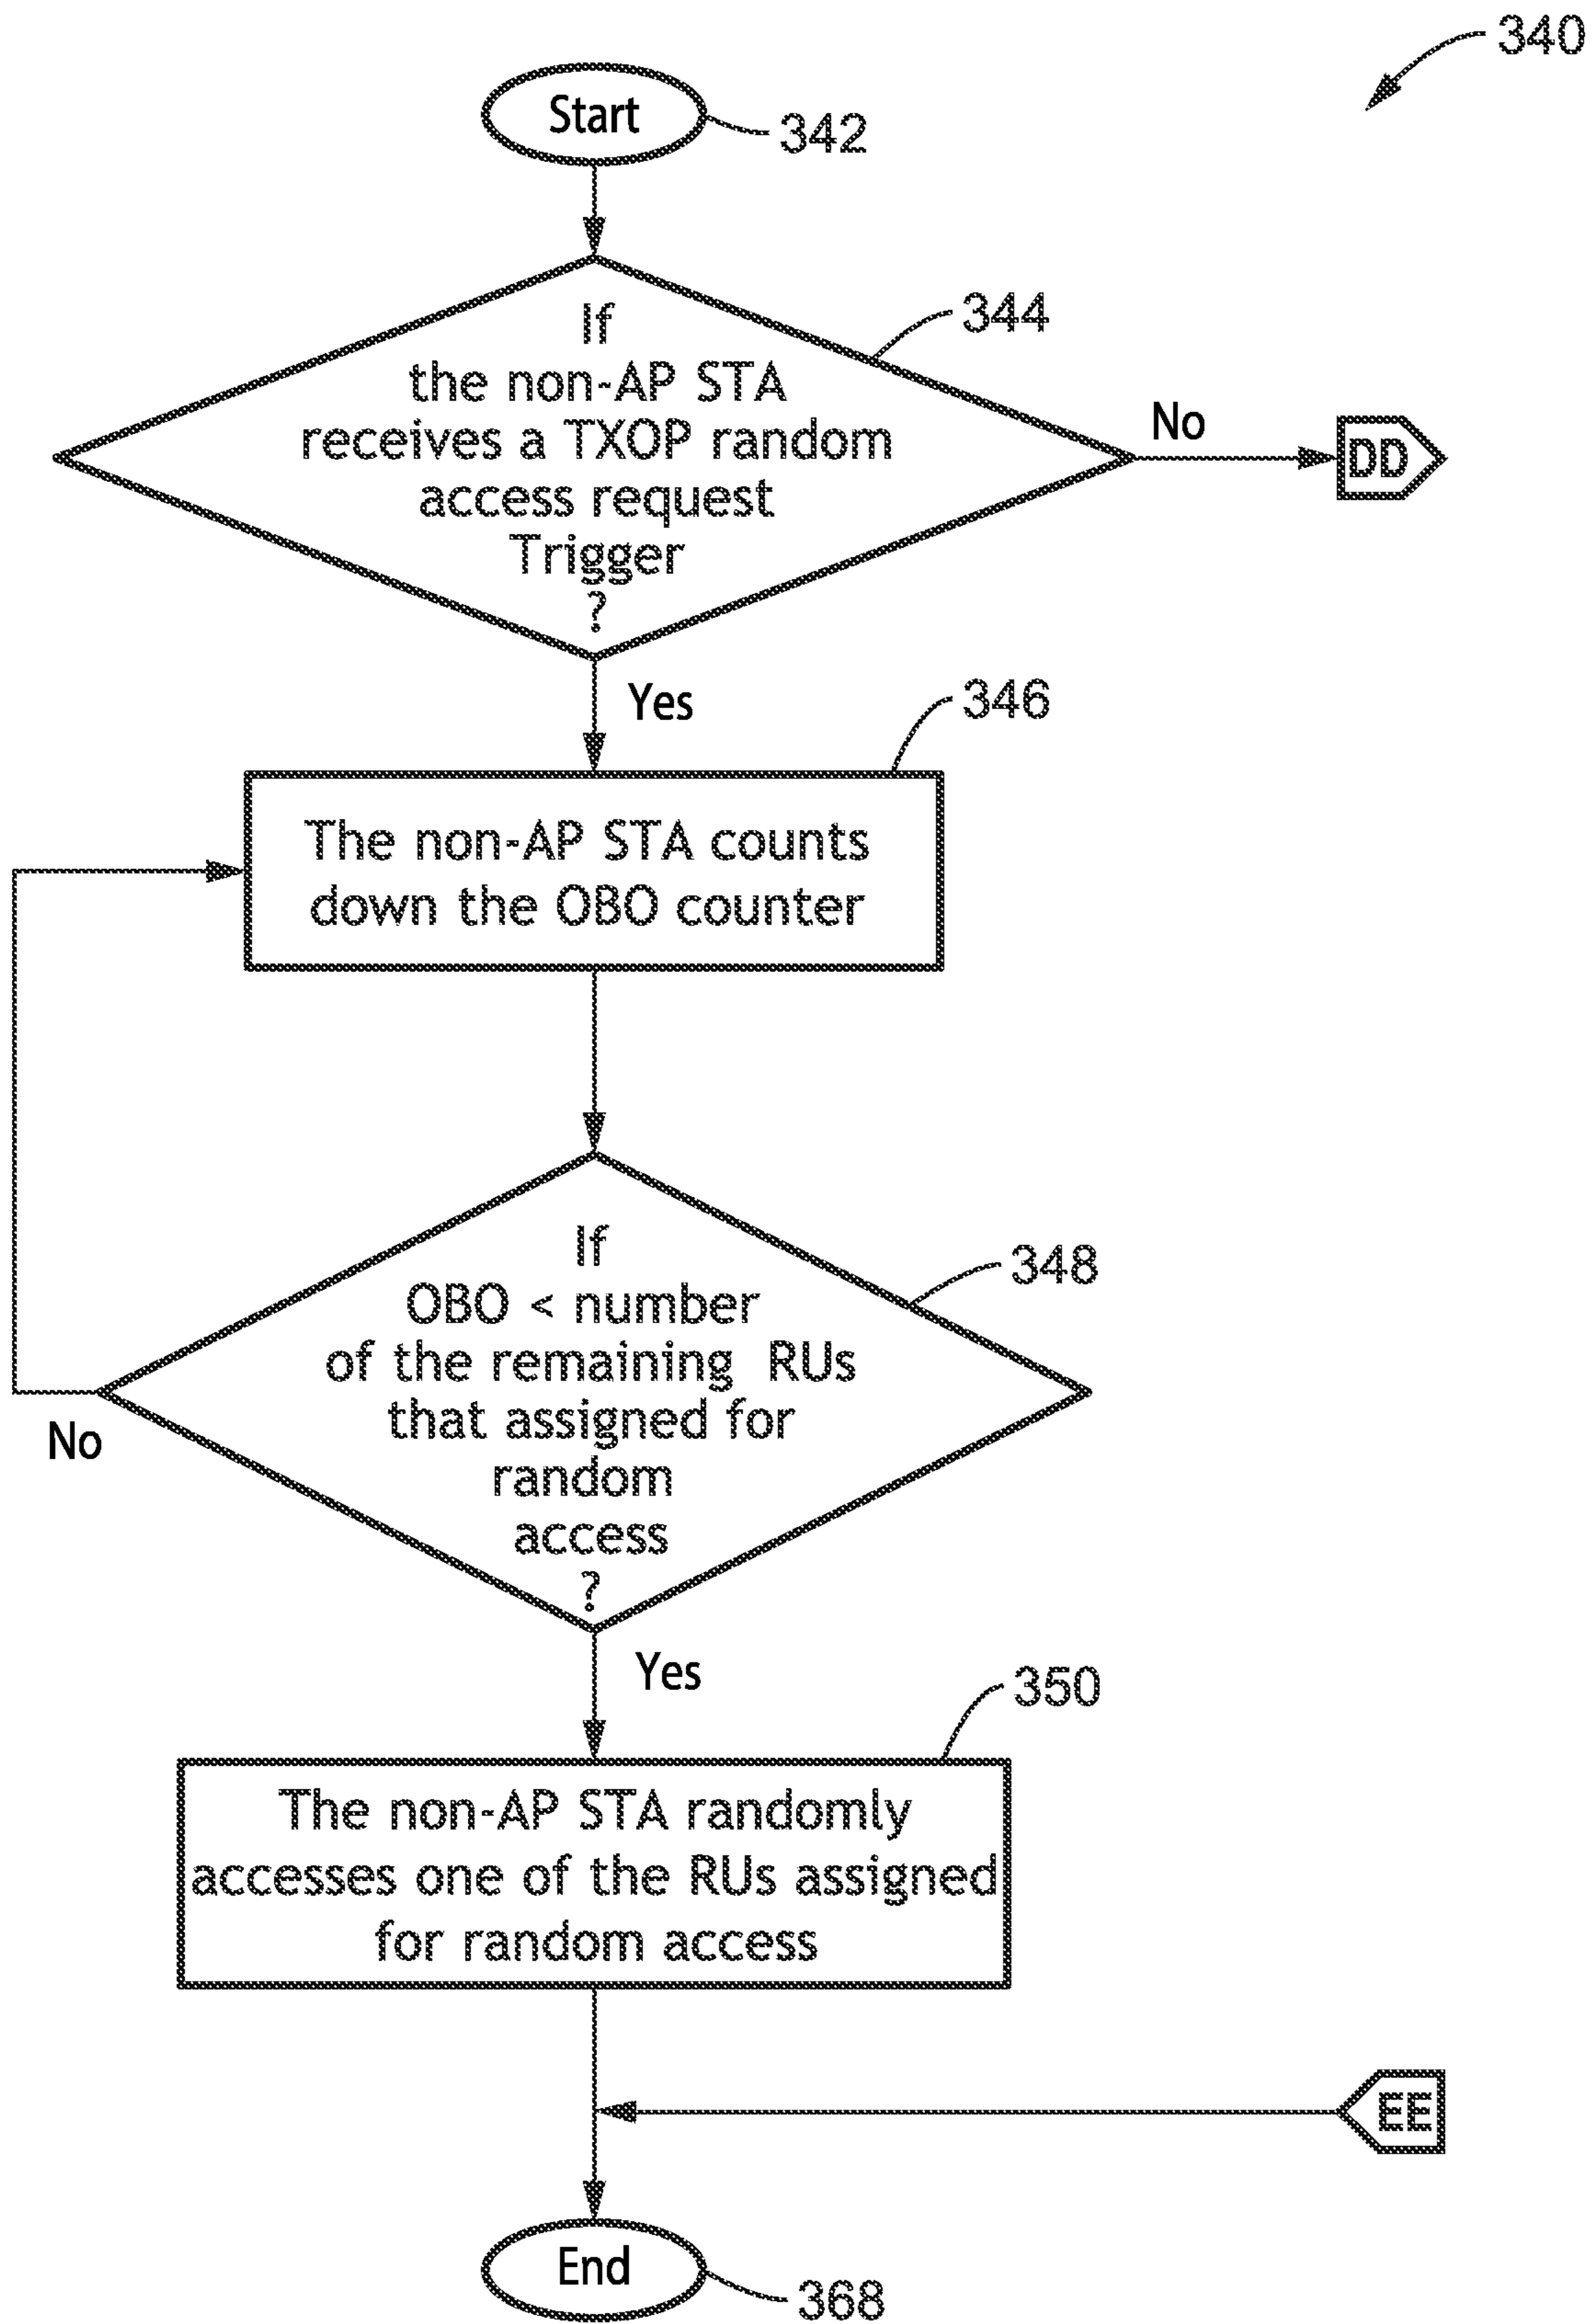 340
Start
342
If
the non-AP STA
receives a TXOP random
access request
Trigger
?
344
No
DD
Yes
346
The non-AP STA counts
down the OBO counter
If
OBO < number
of the remaining RUs
that assigned for
random
access
?
348
No
Yes
350
The non-AP STA randomly
accesses one of the RUs assigned
for random access
EE
End
368